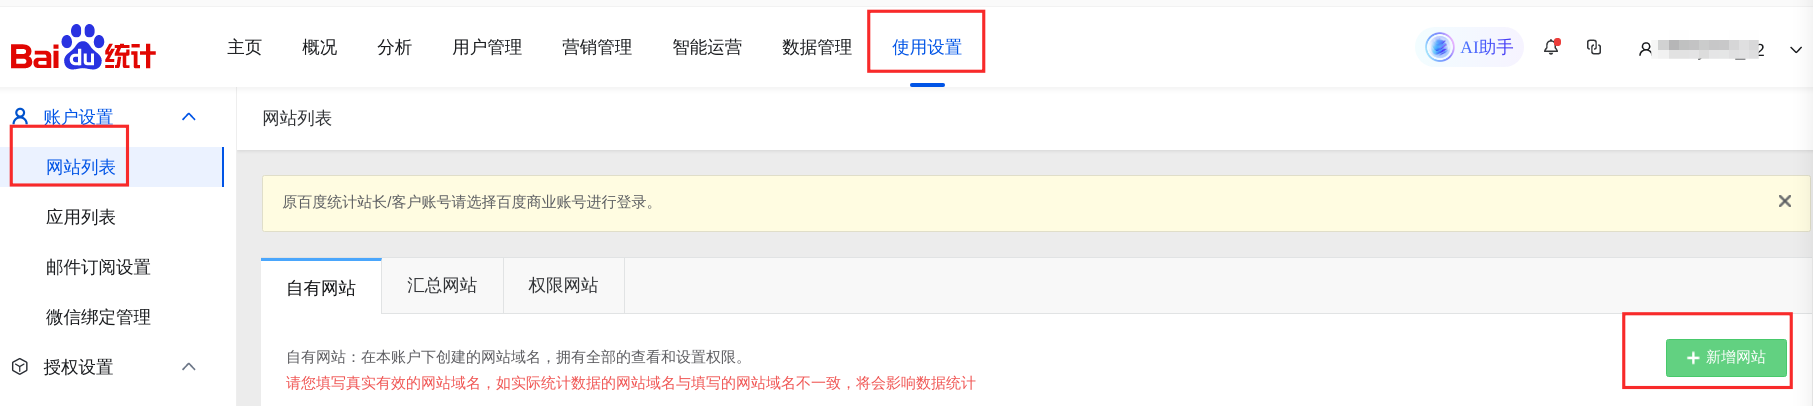 Bai du 统计
主页 概况 分析 用户管理 营销管理 智能运营 数据管理 使用设置 AI助手
账户设置
网站列表
应用列表
邮件订阅设置
微信绑定管理
授权设置
网站列表
原百度统计站长/客户账号请选择百度商业账号进行登录。
自有网站 汇总网站 权限网站
自有网站：在本账户下创建的网站域名，拥有全部的查看和设置权限。
请您填写真实有效的网站域名，如实际统计数据的网站域名与填写的网站域名不一致，将会影响数据统计
新增网站